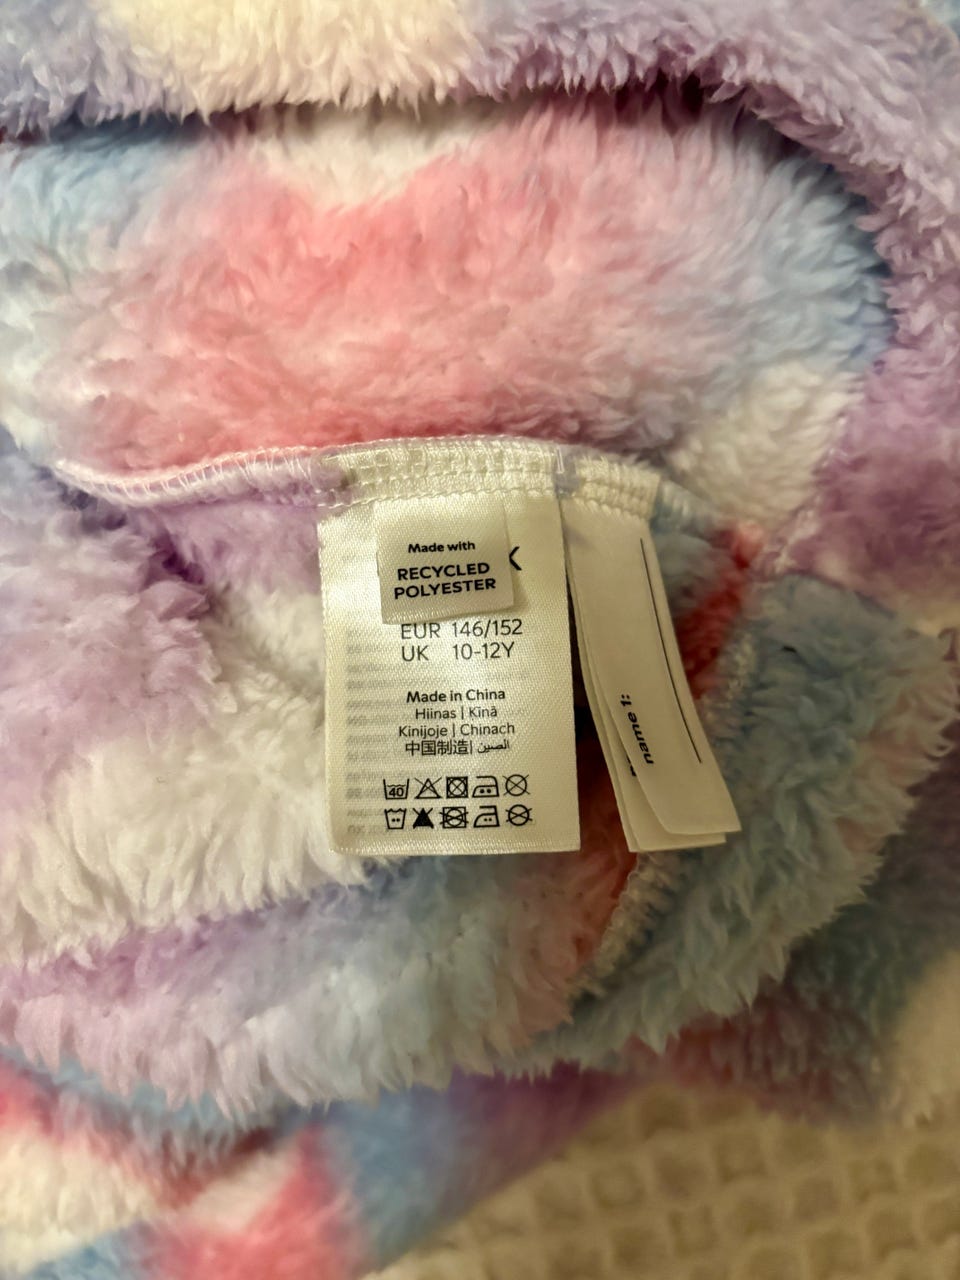 Made with
RECYCLED
POLYESTER
K
EUR 146/152
UK 10-12Y
Made in China
Hiinas | Ķīnā
Kinijoje | Chinach
中国制造| الصين
40
name 1: